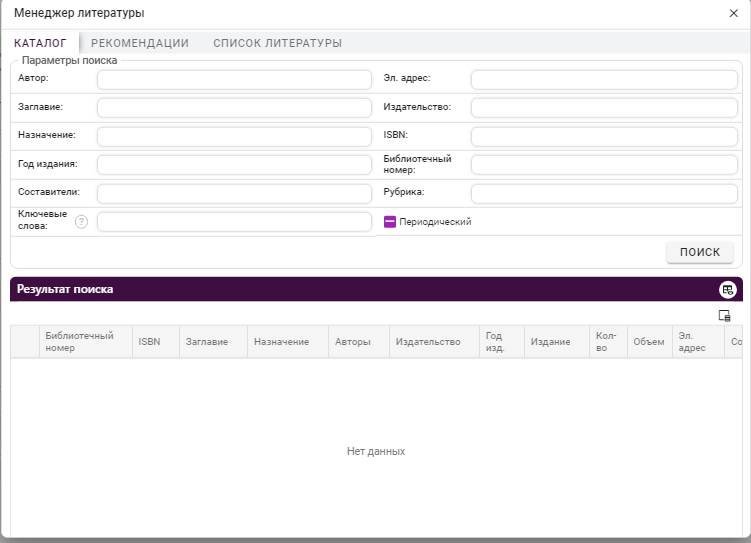 Менеджер литературы
КАТАЛОГ РЕКОМЕНДАЦИИ СПИСОК ЛИТЕРАТУРЫ
Параметры поиска
Автор: Эл. адрес:
Заглавие: Издательство:
Назначение: ISBN:
Год издания: Библиотечный
номер:
Составители: Рубрика:
Ключевые
слова: ? Периодический
ПОИСК
Результат поиска
Библиотечный
номер ISBN Заглавие Назначение Авторы Издательство Год
изд. Издание Кол-
во Объем Эл.
адрес Со
Нет данных